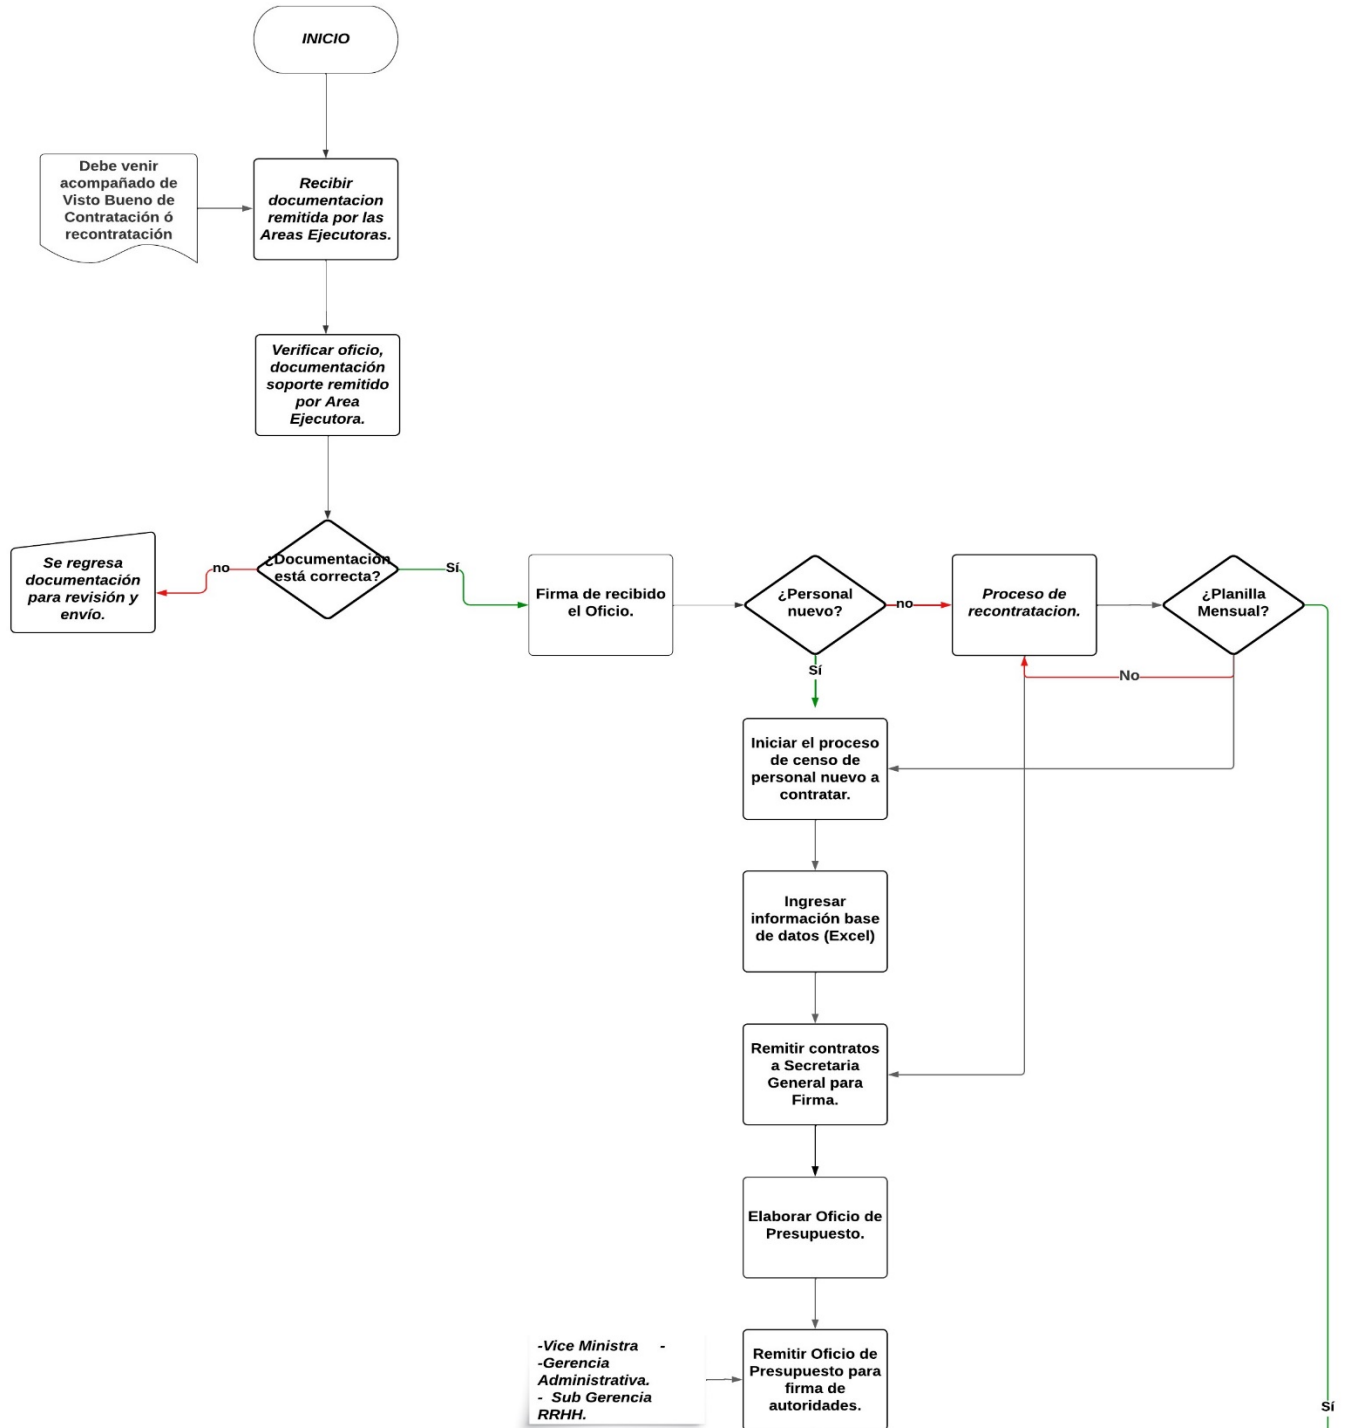 INICIO
Debe venir
acompañado de
Visto Bueno de
Contratación ó
recontratación
Recibir
documentacion
remitida por las
Areas Ejecutoras.
Verificar oficio,
documentación
soporte remitido
por Area
Ejecutora.
Se regresa
documentación
para revisión y
envío.
no
¿Documentación
está correcta?
Sí
Firma de recibido
el Oficio.
¿Personal
nuevo?
no
Proceso de
recontratacion.
¿Planilla
Mensual?
Sí
No
Iniciar el proceso
de censo de
personal nuevo a
contratar.
Ingresar
información base
de datos (Excel)
Remitir contratos
a Secretaria
General para
Firma.
Elaborar Oficio de
Presupuesto.
-Vice Ministra -
-Gerencia
Administrativa.
- Sub Gerencia
RRHH.
Remitir Oficio de
Presupuesto para
firma de
autoridades.
Sí